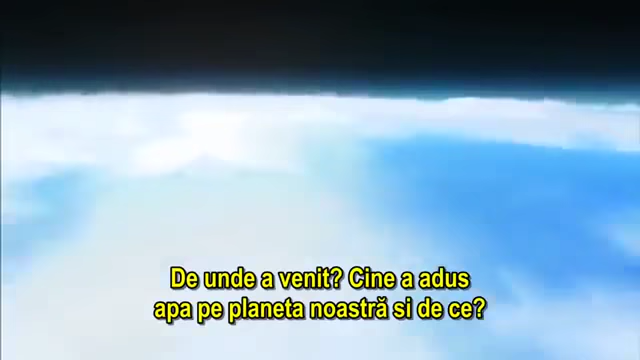 De unde a venit? Cine a adus
apa pe planeta noastră si de ce?